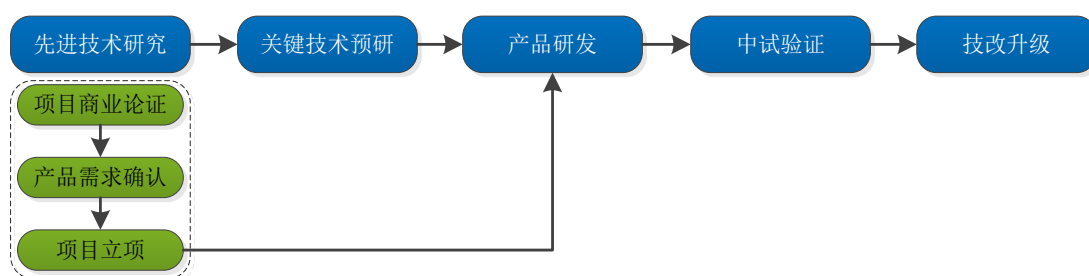 先进技术研究
关键技术预研
产品研发
中试验证
技改升级
项目商业论证
产品需求确认
项目立项